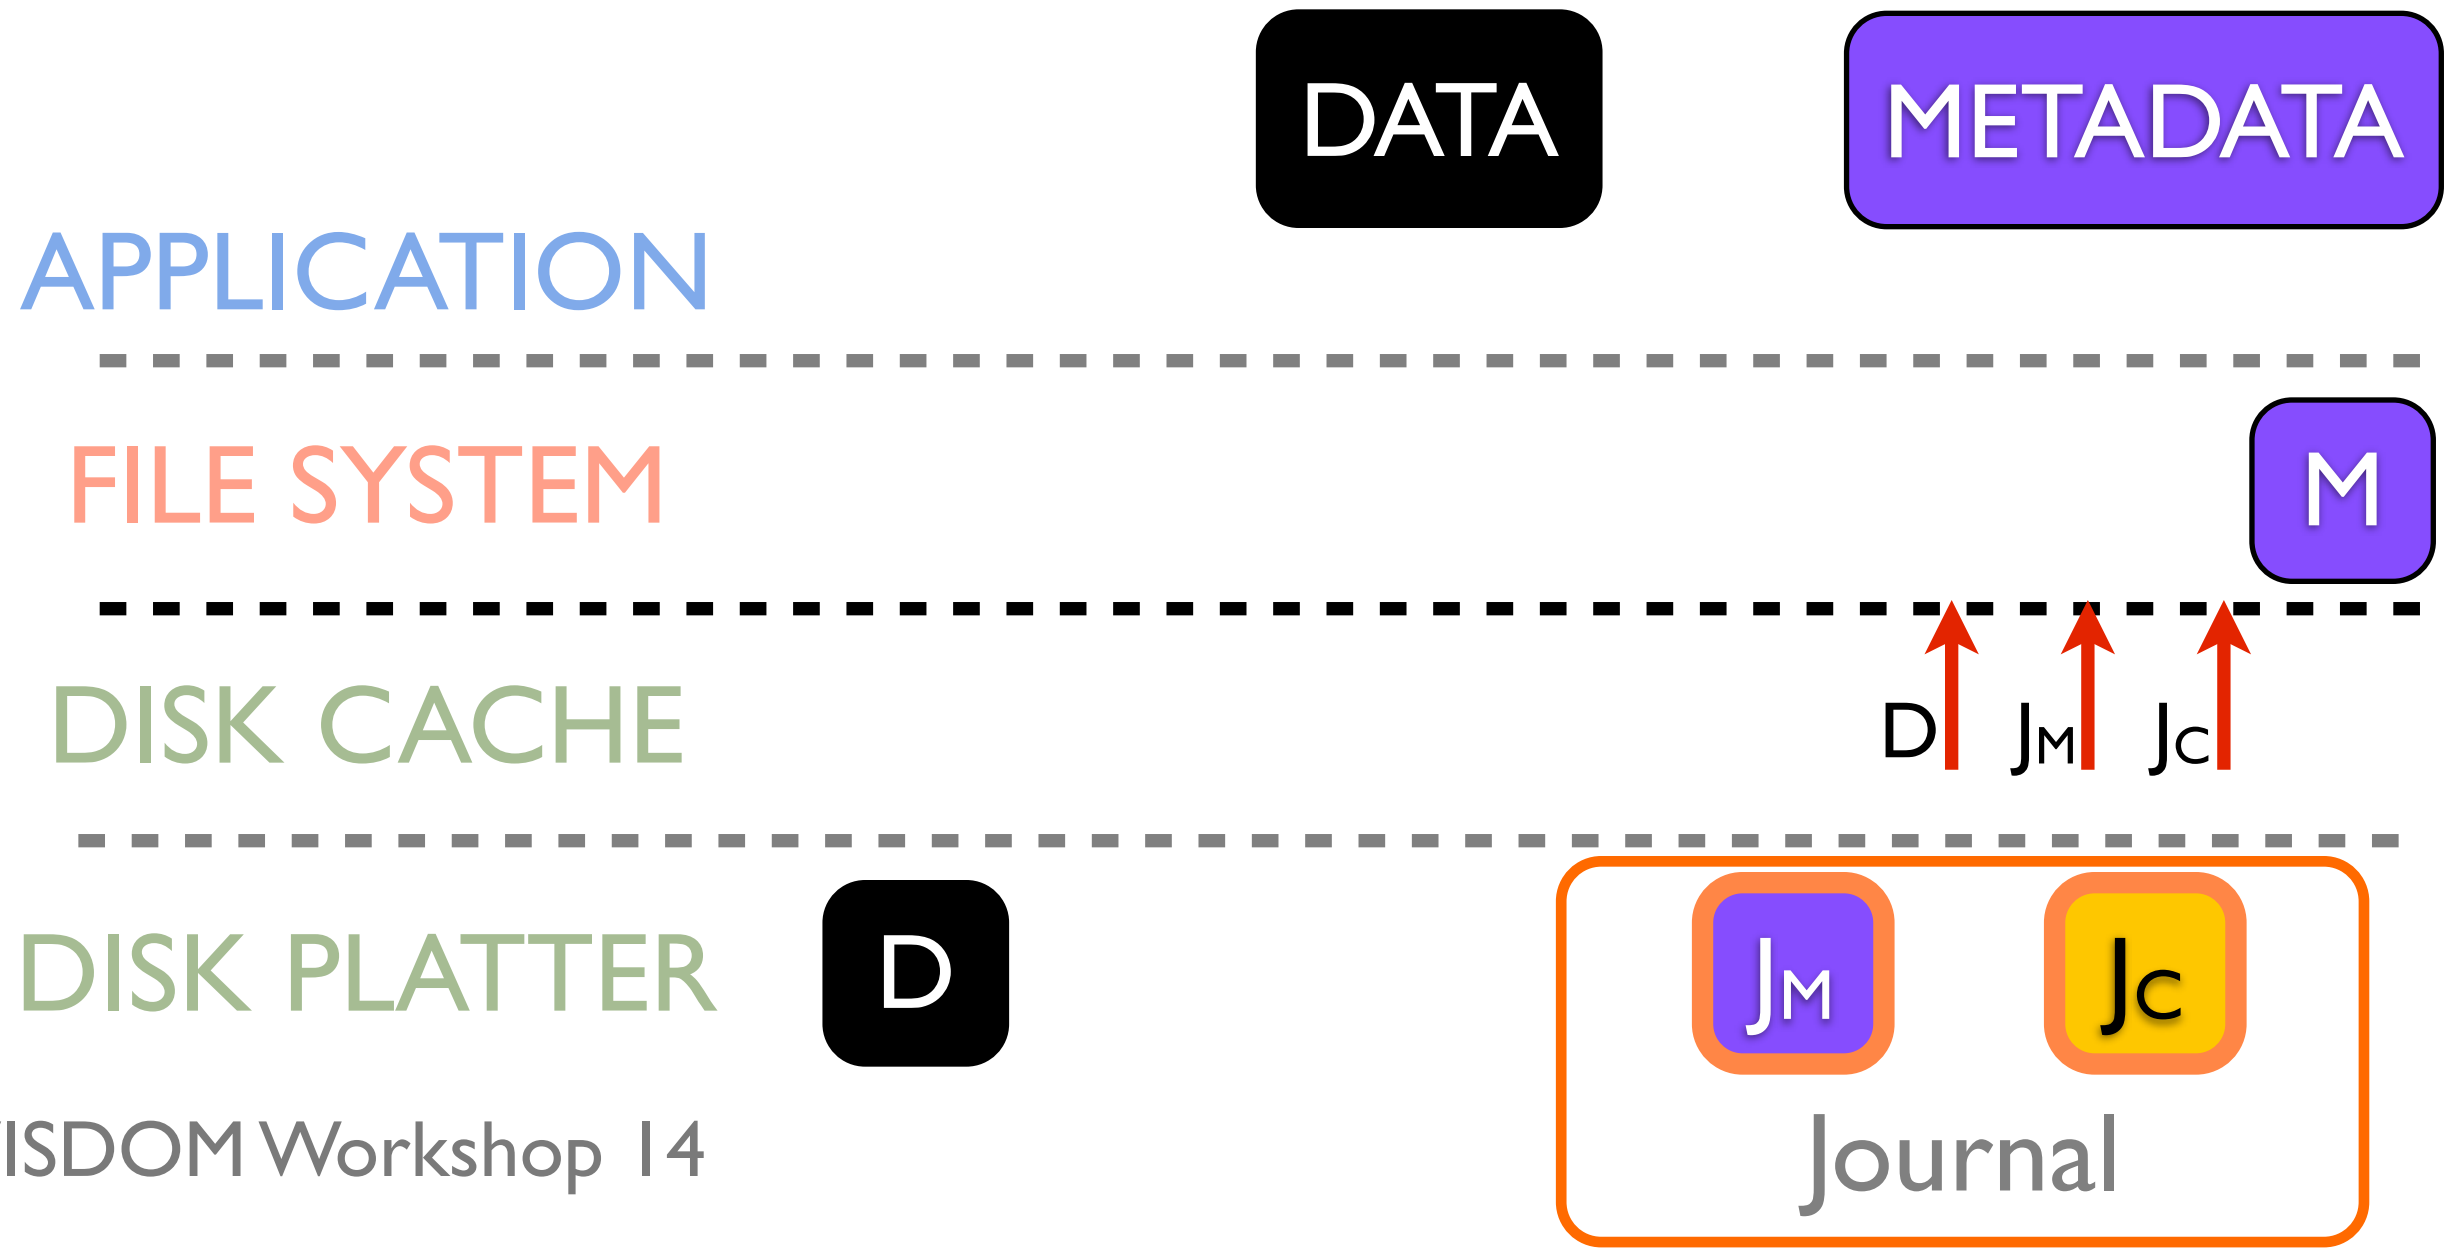 DATA METADATA
APPLICATION
FILE SYSTEM M
DISK CACHE D JM JC
DISK PLATTER D JM JC
ISDOM Workshop 14
Journal